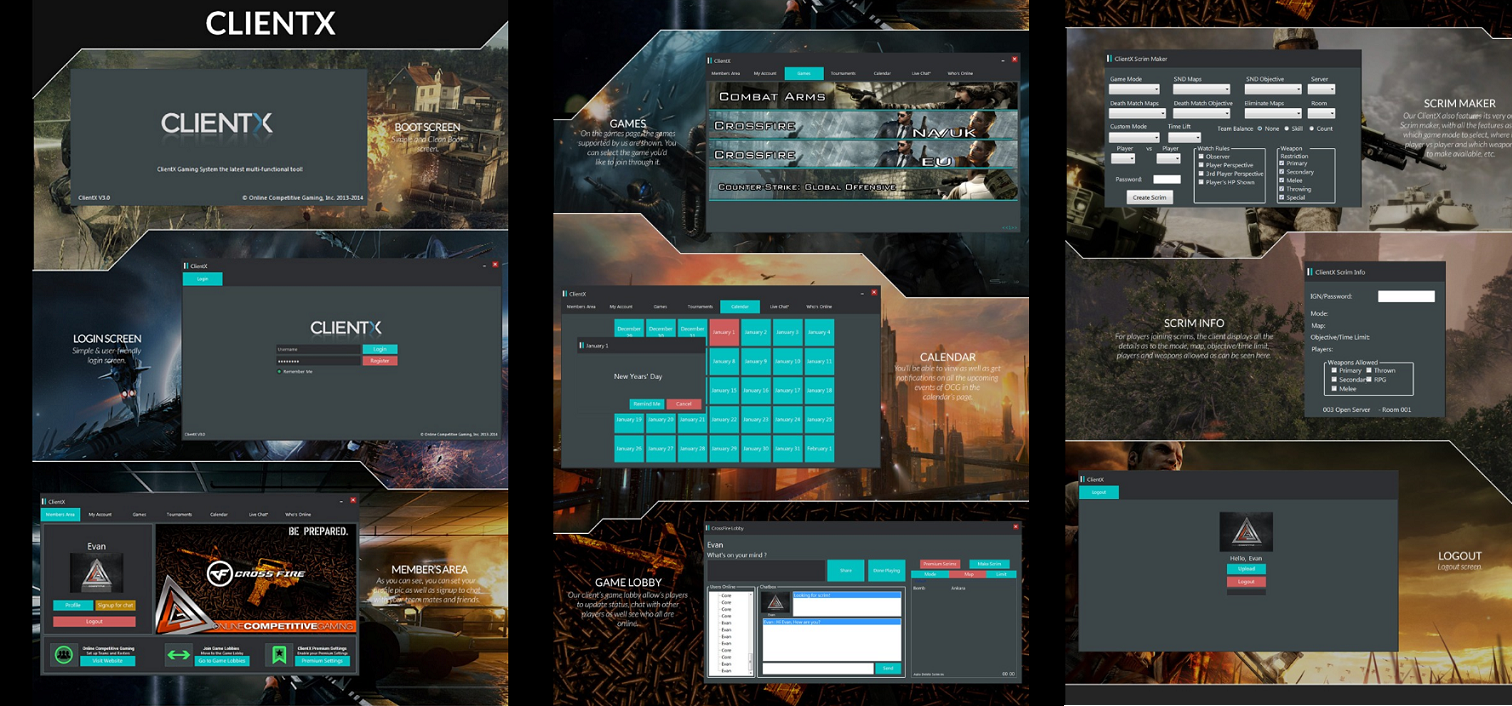 CLIENTX
CLIENTX
ClientX Gaming System the latest multi-functional tool!
ClientX V3.0
© Online Competitive Gaming, Inc. 2013-2014
BOOT SCREEN
Simple and Clean Boot
screen.
LOGIN SCREEN
Simple & user friendly
login screen.
ClientX
Login
CLIENTX
Username
Login
Register
Remember Me
ClientX V3.0
© Online Competitive Gaming, Inc. 2013-2014
ClientX
Members Area
My Account
Games
Tournaments
Calendar
Live Chat!
Who's Online
Evan
Profile
Signup for chat
Logout
BE PREPARED.
CROSS FIRE
ONLINECOMPETITIVEGAMING
Online Competitive Gaming
Visit Website
Join Game Lobbies
Go to Game Lobbies
ClientX Premium Settings
Premium Settings
MEMBER'S AREA
As you can see, you can set your
profile pic as well as signup to chat
with your team mates and friends.
GAMES
On the games page, the games
supported by us are shown. You
can select the game you'd
like to join through it.
ClientX
Members Area
My Account
Games
Tournaments
Calendar
Live Chat!
Who's Online
COMBAT ARMS
CROSSFIRE
NA/UK
CROSSFIRE
EU
COUNTER STRIKE: GLOBAL OFFENSIVE
ClientX
Members Area
My Account
Games
Tournaments
Calendar
Live Chat!
Who's Online
December
December
December
January 1
January 2
January 3
January 4
January 1
New Years' Day
Remind Me
Cancel
January 8
January 9
January 10
January 11
January 15
January 16
January 17
January 18
January 19
January 20
January 21
January 22
January 23
January 24
January 25
January 26
January 27
January 28
January 29
January 30
January 31
February 1
CALENDAR
You'll be able to view as well as get
notifications on all the upcoming
events of OCG in the
calendar's page.
GAME LOBBY
Our client's game lobby allow's players
to update status, chat with other
players as well see who all are
online.
CrossFire Lobby
Evan
What's on your mind ?
Share
Done Playing
Premium Scrims
Make Scrim
Mode
Map
Limit
Users Online
Core
Core
Core
Core
Evan
Evan
Evan
Evan
Core
Core
Evan
Evan
Chatbox
Evan
Looking for scrim!
Evan: Hi Evan, How are you?
Send
00 00
ClientX Scrim Maker
Game Mode
SND Maps
SND Objective
Server
Death Match Maps
Death Match Objective
Eliminate Maps
Room
Custom Mode
Time Lift
Team Balance
None
Skill
Count
Player
vs
Player
Password:
Create Scrim
Watch Rules
Observer
Player Perspective
3rd Player Perspective
Player's HP Shown
Weapon
Restriction
Primary
Secondary
Melee
Throwing
Special
SCRIM MAKER
Our ClientX also features its very o
Scrim maker, with all the features as
which game mode to select, where
player vs player and which weapon
to make available, etc.
SCRIM INFO
For players joining scrims, the client displays all the
details as to the mode, map, objective/time limit,
players and weapons allowed as can be seen here.
ClientX Scrim Info
IGN/Password:
Mode:
Map:
Objective/Time Limit:
Players:
Weapons Allowed
Primary
Thrown
Secondar
RPG
Melee
003 Open Server
- Room 001
ClientX
Logout
Hello, Evan
Upload
Logout
LOGOUT
Logout screen.